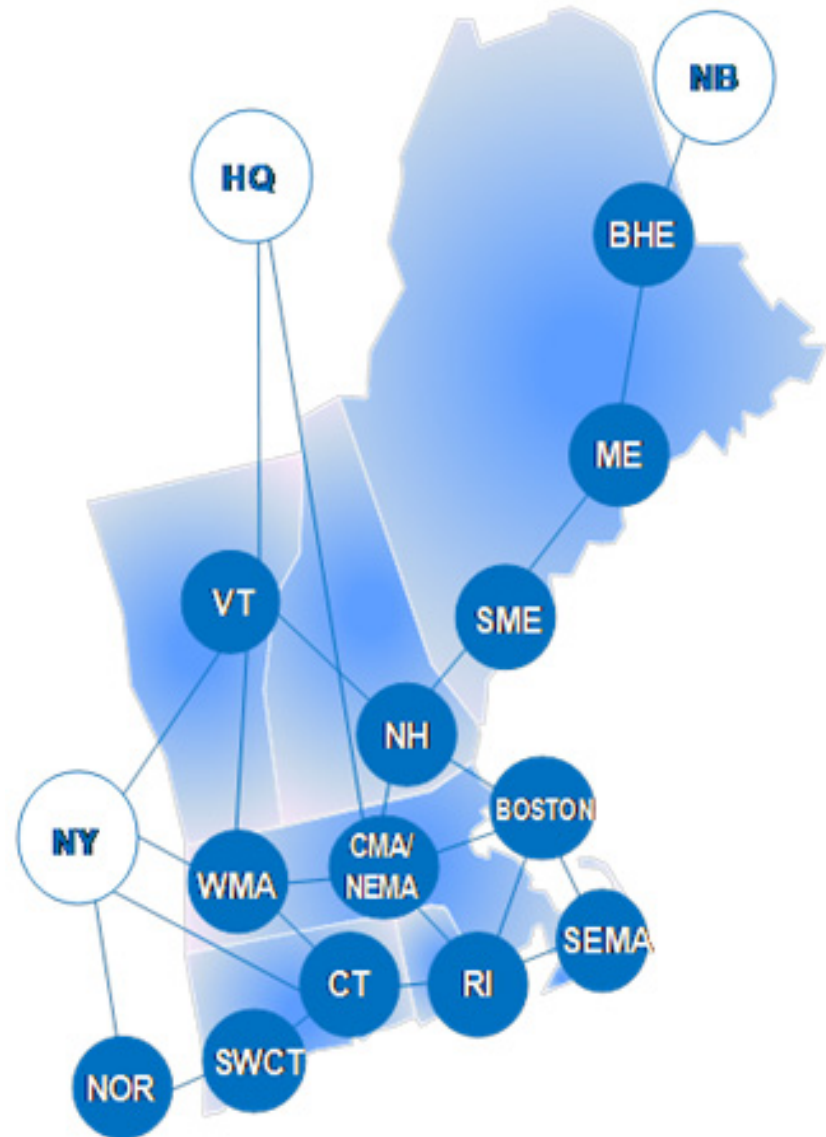 NB
HQ
BHE
ME
VT
SME
NH
BOSTON
NY
CMA/
NEMA
WMA
SEMA
CT
RI
SWCT
NOR